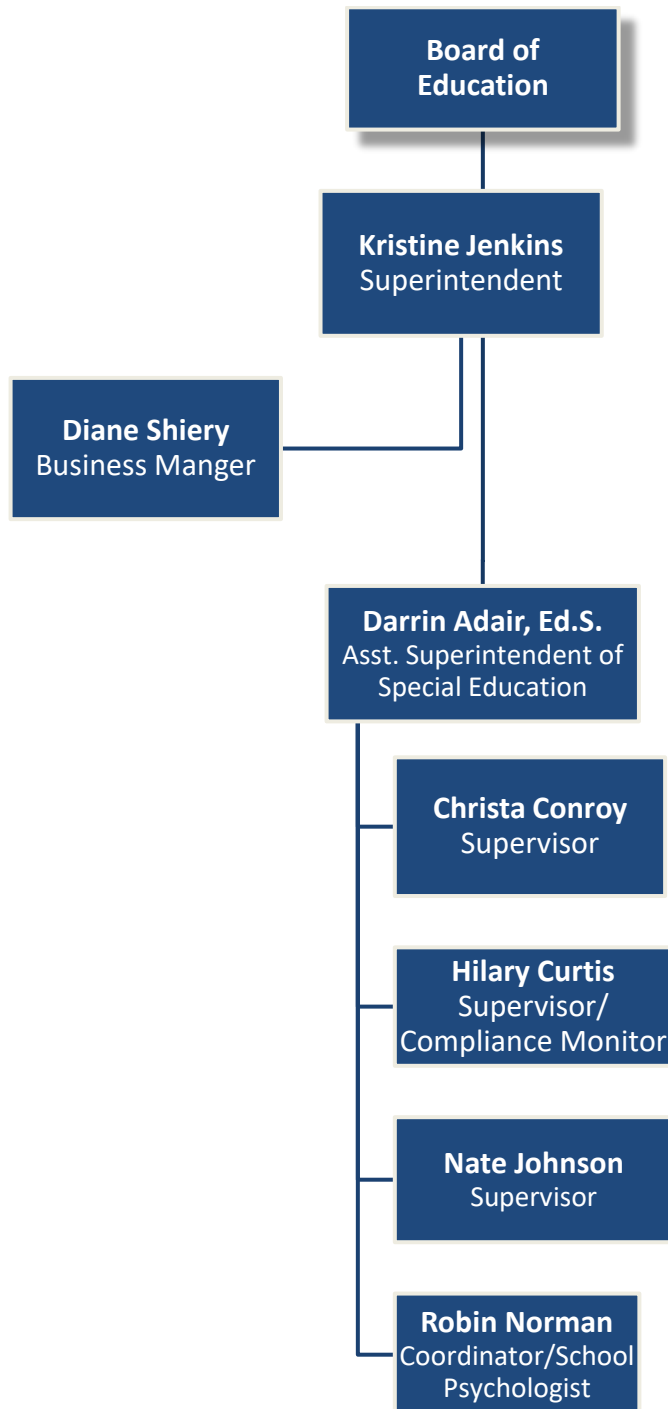 Board of
Education
Kristine Jenkins
Superintendent
Diane Shiery
Business Manger
Darrin Adair, Ed.S.
Asst. Superintendent of
Special Education
Christa Conroy
Supervisor
Hilary Curtis
Supervisor/
Compliance Monitor
Nate Johnson
Supervisor
Robin Norman
Coordinator/School
Psychologist